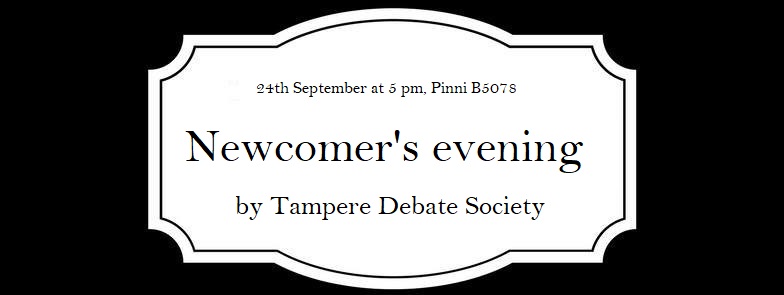 24th September at 5 pm, Pinni B5078
Newcomer's evening
by Tampere Debate Society